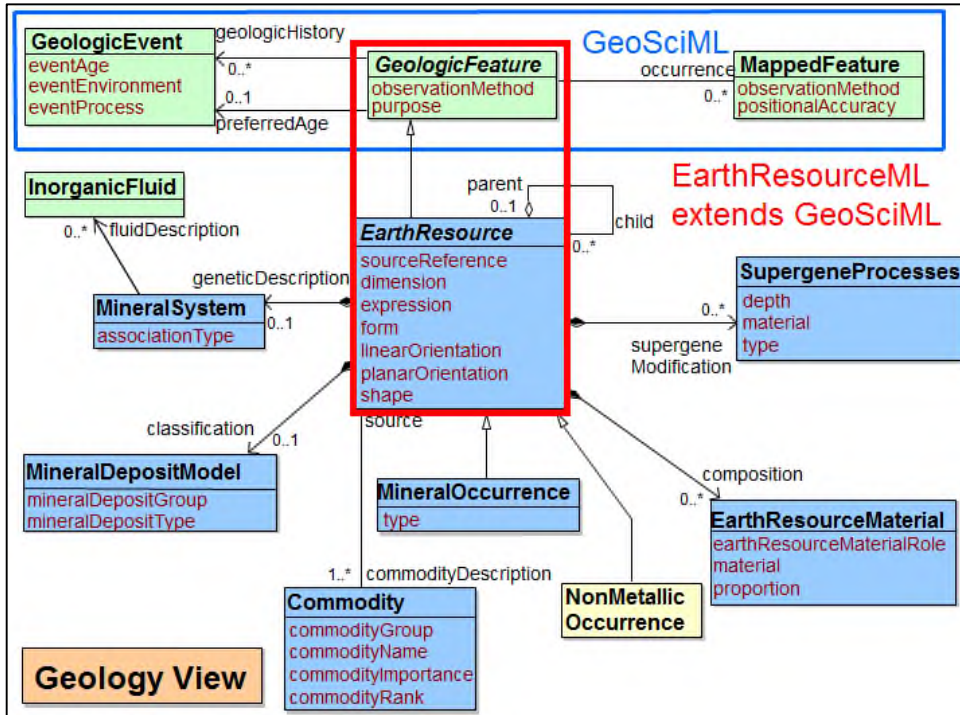 GeologicEvent
eventAge
eventEnvironment
eventProcess
geologicHistory
0..*
0..1
preferredAge
GeologicFeature
observationMethod
purpose
GeoSciML
occurrence
0..*
MappedFeature
observationMethod
positionalAccuracy
InorganicFluid
0..*
fluidDescription
parent
0..1
child
0..*
EarthResourceML
extends GeoSciML
EarthResource
sourceReference
dimension
expression
form
linearOrientation
planarOrientation
shape
geneticDescription
0..1
MineralSystem
associationType
SupergeneProcesses
depth
material
type
0..*
supergene
Modification
classification
0..1
MineralDepositModel
mineralDepositGroup
mineralDepositType
source
MineralOccurrence
type
composition
0..*
EarthResourceMaterial
earthResourceMaterialRole
material
proportion
1..*
commodityDescription
Commodity
commodityGroup
commodityName
commodityImportance
commodityRank
NonMetallic
Occurrence
Geology View